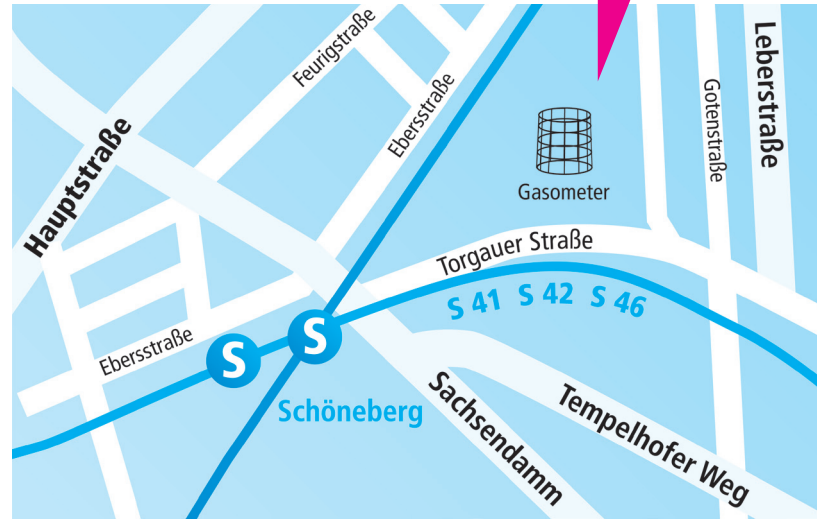 Feurigstraße
Leberstraße
Hauptstraße
Ebersstraße
Gotenstraße
Gasometer
Torgauer Straße
S 41 S 42 S 46
Ebersstraße
S
S
Schöneberg
Sachsendamm
Tempelhofer Weg